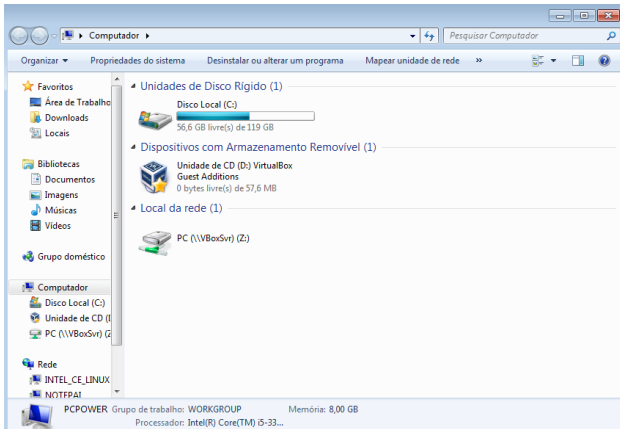 Computador
Pesquisar Computador
Organizar
Propriedades do sistema
Desinstalar ou alterar um programa
Mapear unidade de rede
»
Favoritos
Área de Trabalho
Downloads
Locais
Bibliotecas
Documentos
Imagens
Músicas
Vídeos
Grupo doméstico
Computador
Disco Local (C:)
Unidade de CD (
PC (\\VBoxSvr) (Z
Rede
INTEL_CE_LINUX
NOTEPAI
Unidades de Disco Rígido (1)
Disco Local (C:)
56,6 GB livre(s) de 119 GB
Dispositivos com Armazenamento Removível (1)
Unidade de CD (D:) VirtualBox
Guest Additions
0 bytes livre(s) de 57,6 MB
Local da rede (1)
PC (\\VBoxSvr) (Z:)
PCPOWER Grupo de trabalho: WORKGROUP Memória: 8,00 GB
Processador: Intel(R) Core(TM) i5-33...